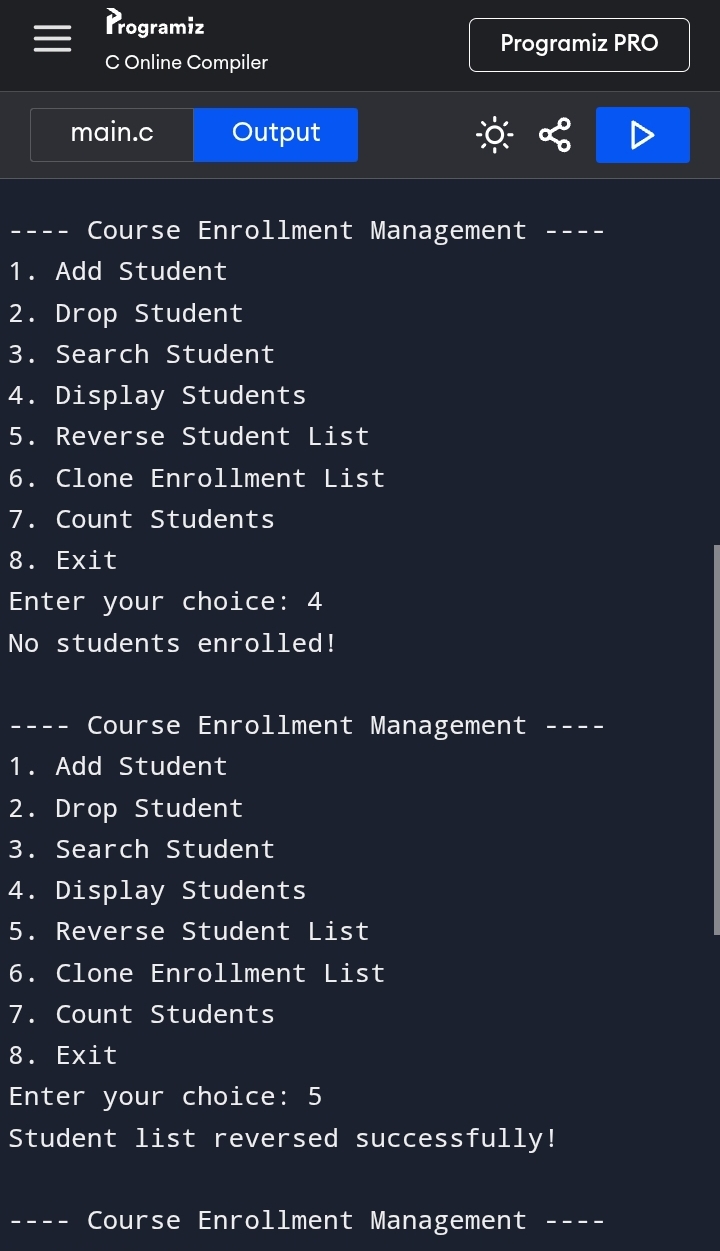 Programiz
C Online Compiler
Programiz PRO
main.c
Output
---- Course Enrollment Management ----
1. Add Student
2. Drop Student
3. Search Student
4. Display Students
5. Reverse Student List
6. Clone Enrollment List
7. Count Students
8. Exit
Enter your choice: 4
No students enrolled!
---- Course Enrollment Management ----
1. Add Student
2. Drop Student
3. Search Student
4. Display Students
5. Reverse Student List
6. Clone Enrollment List
7. Count Students
8. Exit
Enter your choice: 5
Student list reversed successfully!
---- Course Enrollment Management ----